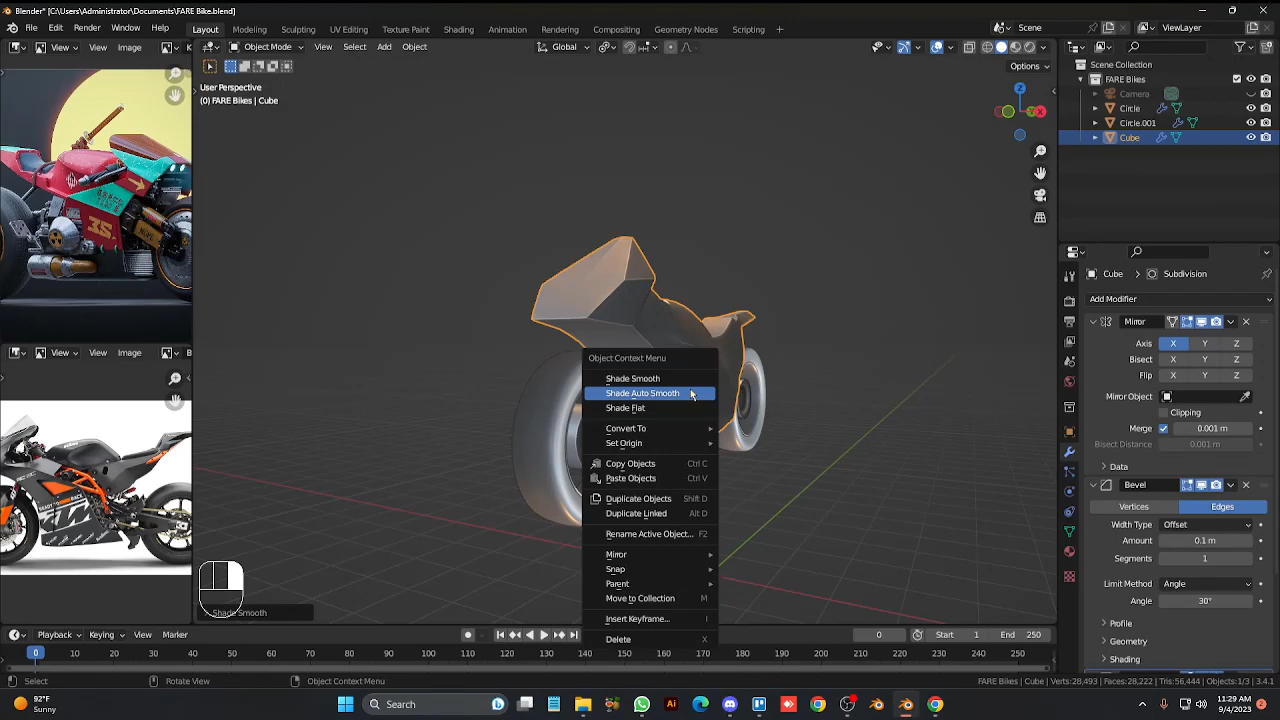 Blender* [C:\Users\Administrator\Documents\FARE Bike.blend]
File Edit Render Window Help Layout Modeling Sculpting UV Editing Texture Paint Shading Animation Rendering Compositing Geometry Nodes Scripting + Scene ViewLayer
View View Image Object Mode View Select Add Object Global
Options
User Perspective
(0) FARE Bikes | Cube
Scene Collection
FARE Bikes
Camera
Circle
Circle.001
Cube
X
Z
35.
View View Image
READY TO RACE
Object Context Menu
Shade Smooth
Shade Auto Smooth
Shade Flat
Convert To
Set Origin
Copy Objects Ctrl C
Paste Objects Ctrl V
Duplicate Objects Shift D
Duplicate Linked Alt D
Rename Active Object... F2
Mirror
Snap
Parent
Move to Collection M
Insert Keyframe... I
Delete X
Cube > Subdivision
Add Modifier
Mirror
Axis X Y Z
Bisect X Y Z
Flip X Y Z
Mirror Object
Clipping
Merge 0.001 m
Bisect Distance 0.001 m
Data
Bevel
Vertices Edges
Width Type Offset
Amount 0.1 m
Segments 1
Limit Method Angle
Angle 30°
Profile
Geometry
Shading
Shade Smooth
Playback Keying View Marker 0 Start 1 End 250
0 10 20 30 40 50 60 70 80 90 100 110 120 130 140 150 160 170 180 190 200 210 220 230 240 250
Select Rotate View Object Context Menu FARE Bikes | Cube | Verts:28,493 | Faces:28,222 | Tris:56,444 | Objects:1/3 | 3.4.1
92°F
Sunny
Search
11:29 AM
9/4/2023